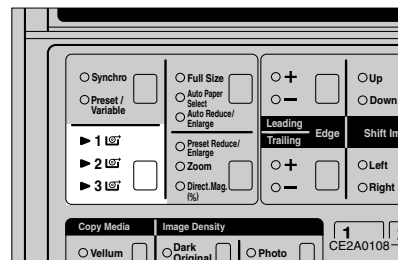 Synchro
Preset /
Variable
1
2
3
Full Size
Auto Paper
Select
Auto Reduce/
Enlarge
Preset Reduce/
Enlarge
Zoom
Direct.Mag.
(%)
+
–
Leading
Trailing
Edge
+
–
Up
Down
Shift Im
Left
Right
Copy Media
Vellum
Image Density
Dark
Original
Photo
1
CE2A0108